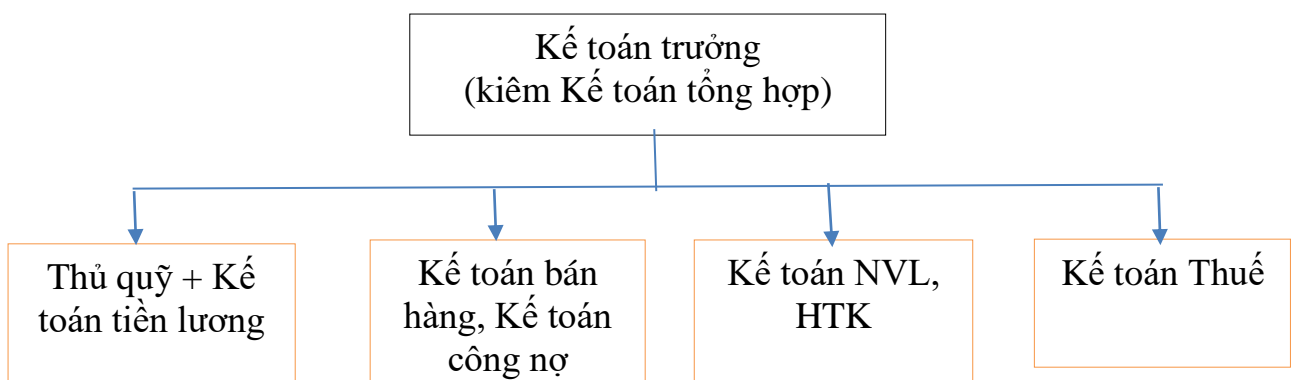 Kế toán trưởng
(kiêm Kế toán tổng hợp)
Thủ quỹ + Kế
toán tiền lương
Kế toán bán
hàng, Kế toán
công nợ
Kế toán NVL,
HTK
Kế toán Thuế